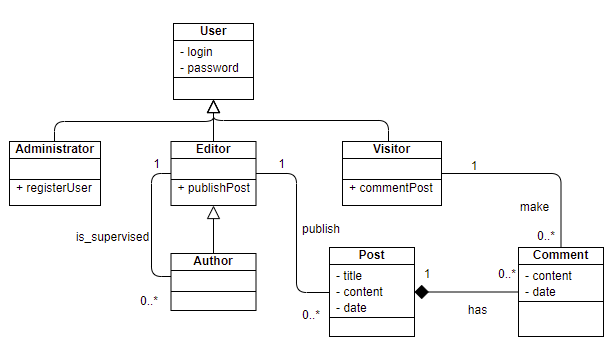 User
- login
- password
Administrator
+ registerUser
Editor
+ publishPost
Visitor
+ commentPost
1
1
1
is_supervised
publish
make
Author
0..*
Post
- title
- content
- date
0..*
1
has
0..*
0..*
Comment
- content
- date